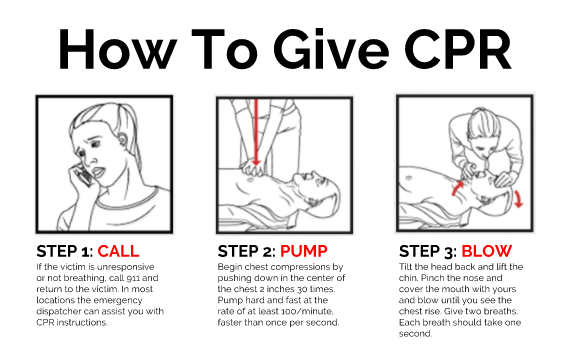 How To Give CPR
STEP 1: CALL
If the victim is unresponsive
or not breathing, call 911 and
return to the victim. In most
locations the emergency
dispatcher can assist you with
CPR instructions.
STEP 2: PUMP
Begin chest compressions by
pushing down in the center of
the chest 2 inches 30 times.
Pump hard and fast at the
rate of at least 100/minute,
faster than once per second.
STEP 3: BLOW
Tilt the head back and lift the
chin. Pinch the nose and
cover the mouth with yours
and blow until you see the
chest rise. Give two breaths.
Each breath should take one
second.